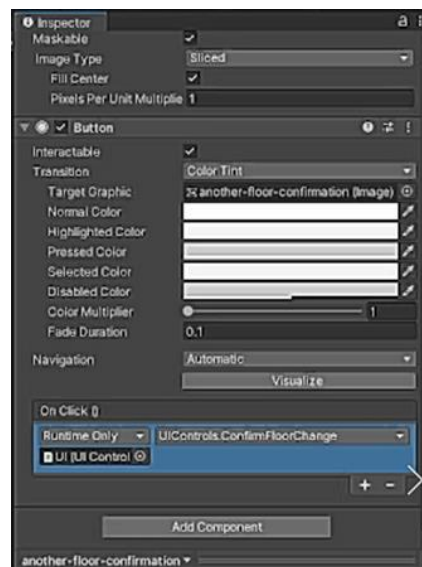 Inspector
Maskable
Image Type Sliced
Fill Center
Pixels Per Unit Multiplie 1
Button
Interactable
Transition Color Tint
Target Graphic another-floor-confirmation (Image)
Normal Color
Highlighted Color
Pressed Color
Selected Color
Disabled Color
Color Multiplier 1
Fade Duration 0.1
Navigation Automatic
Visualize
On Click ()
Runtime Only UIControls.ConfirmFloorChange
UI (UI Control
+ -
Add Component
another-floor-confirmation